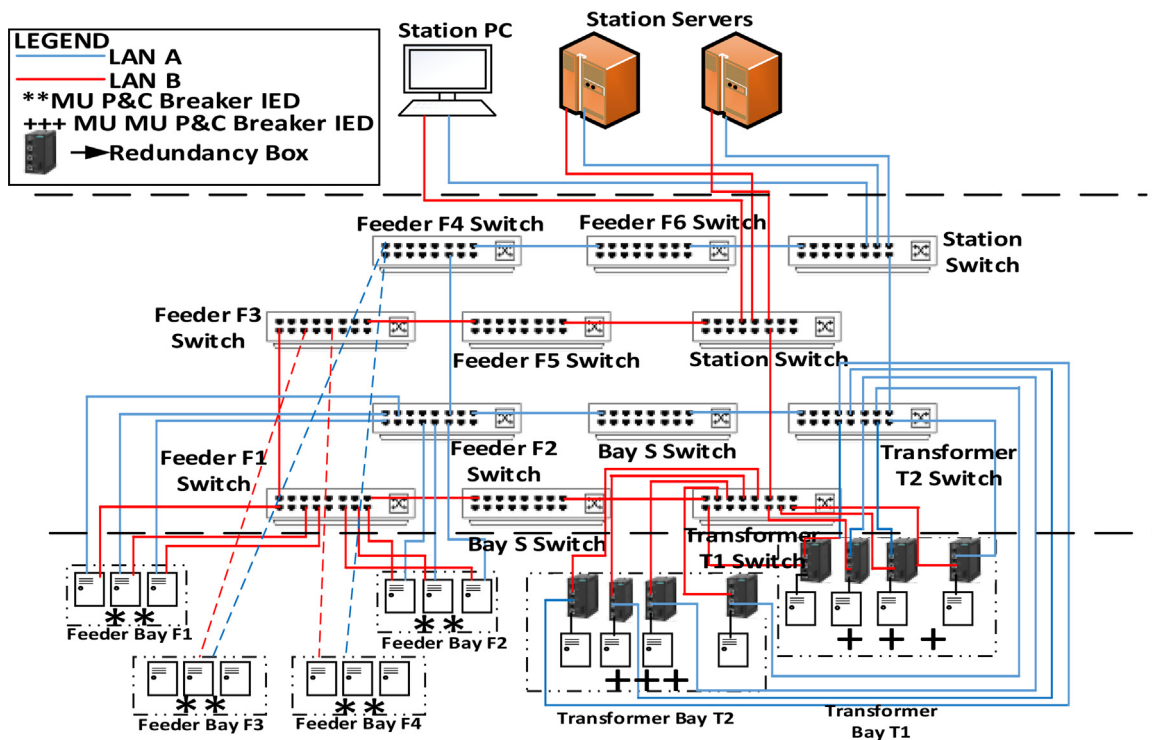 LEGEND
LAN A
LAN B
**MU P&C Breaker IED
+++ MU MU P&C Breaker IED
Redundancy Box
Station PC
Station Servers
Feeder F4 Switch
Feeder F6 Switch
Station
Switch
Feeder F3
Switch
Feeder F5 Switch
Station Switch
Feeder F1
Switch
Feeder F2
Switch
Bay S Switch
Transformer
T2 Switch
Bay S Switch
Transformer
T1 Switch
* *
Feeder Bay F1
* *
Feeder Bay F2
* *
Feeder Bay F3
* *
Feeder Bay F4
+++
Transformer Bay T2
+ + +
Transformer
Bay T1